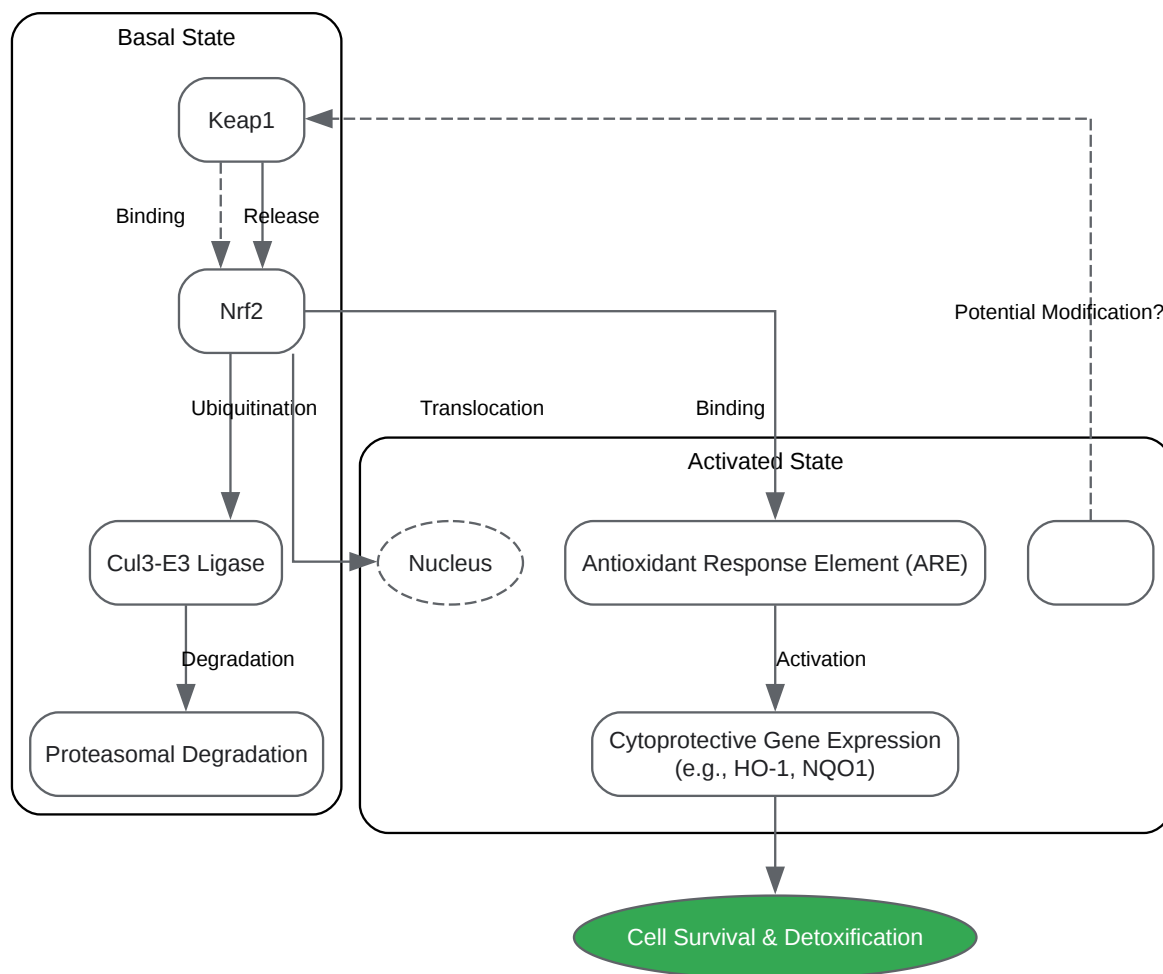 Basal State
Keap1
Binding
Release
Nrf2
Potential Modification?
Ubiquitination
Translocation
Binding
Activated State
Cul3-E3 Ligase
Nucleus
Antioxidant Response Element (ARE)
Degradation
Activation
Proteasomal Degradation
Cytoprotective Gene Expression
(e.g., HO-1, NQO1)
Cell Survival & Detoxification